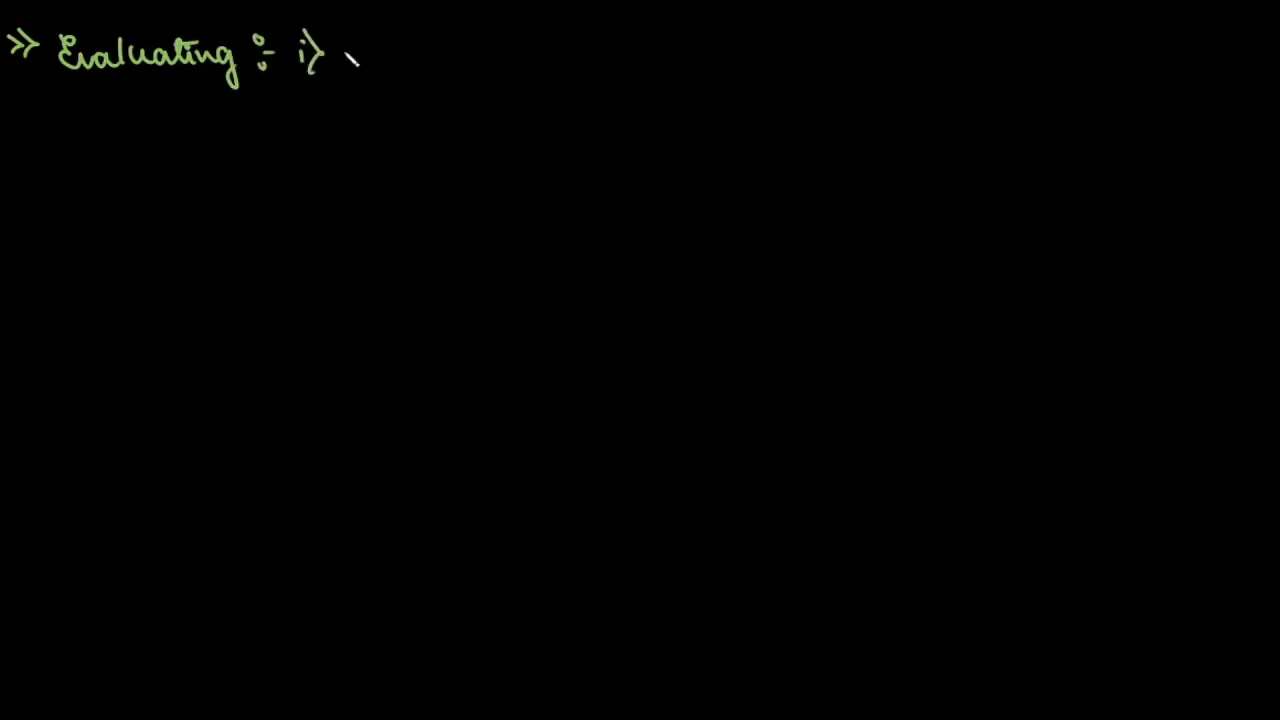 >> Evaluating :- i>